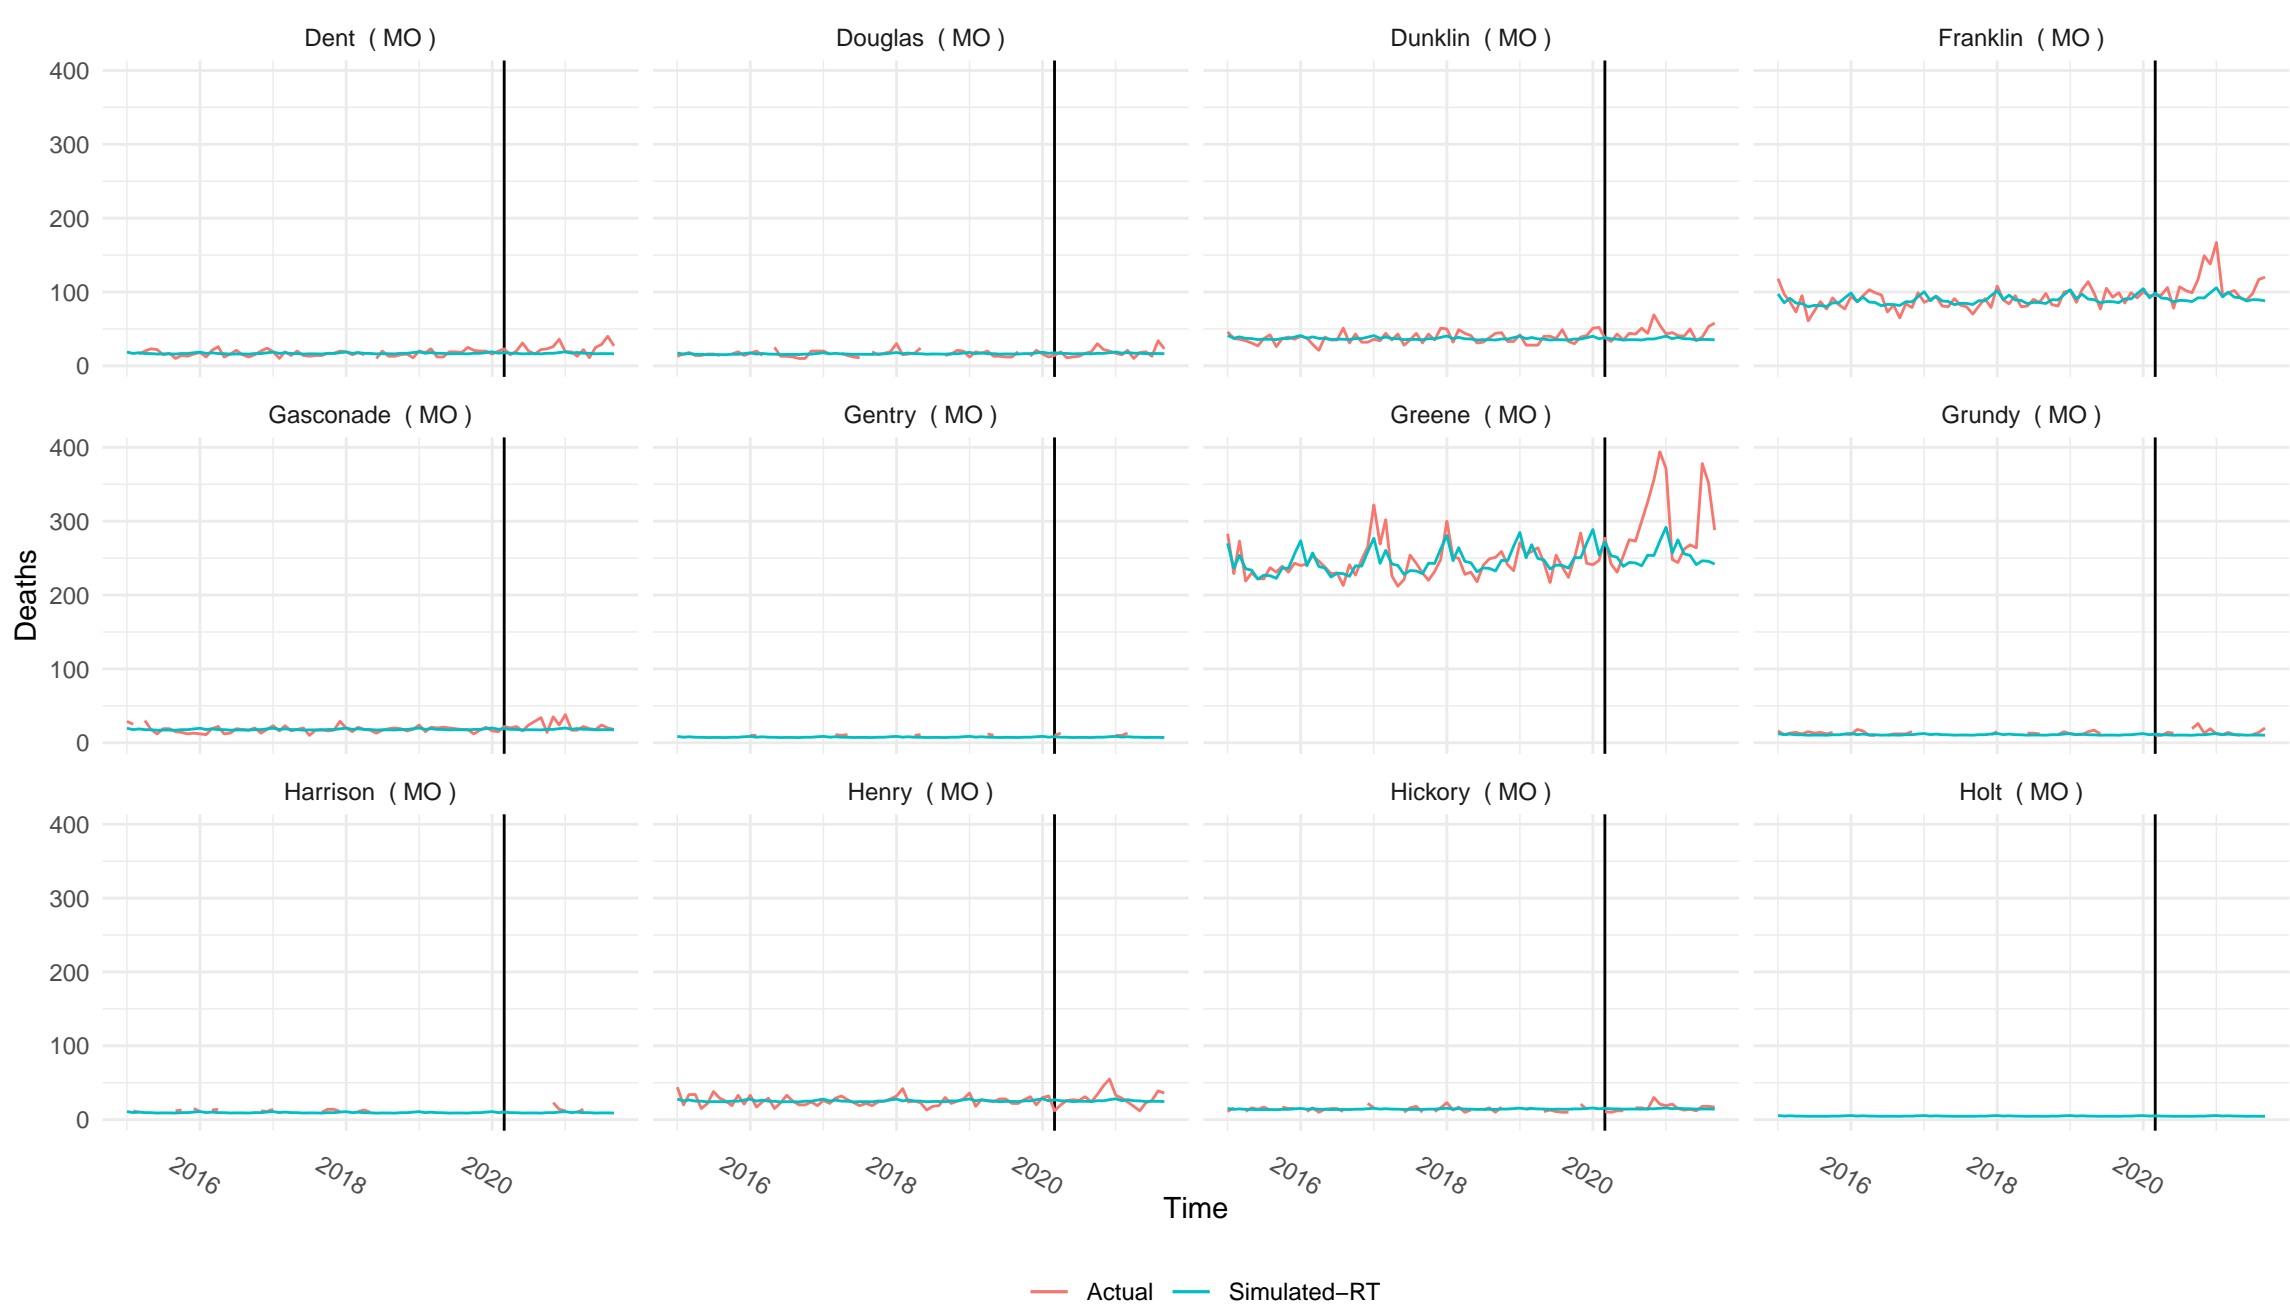 Dent ( MO )
Douglas ( MO )
Dunklin ( MO )
Franklin ( MO )
400
300
200
100
0
Gasconade ( MO )
Gentry ( MO )
Greene ( MO )
Grundy ( MO )
400
300
200
100
0
Deaths
Harrison ( MO )
Henry ( MO )
Hickory ( MO )
Holt ( MO )
400
300
200
100
0
2016 2018 2020
2016 2018 2020
2016 2018 2020
2016 2018 2020
Time
Actual
Simulated−RT